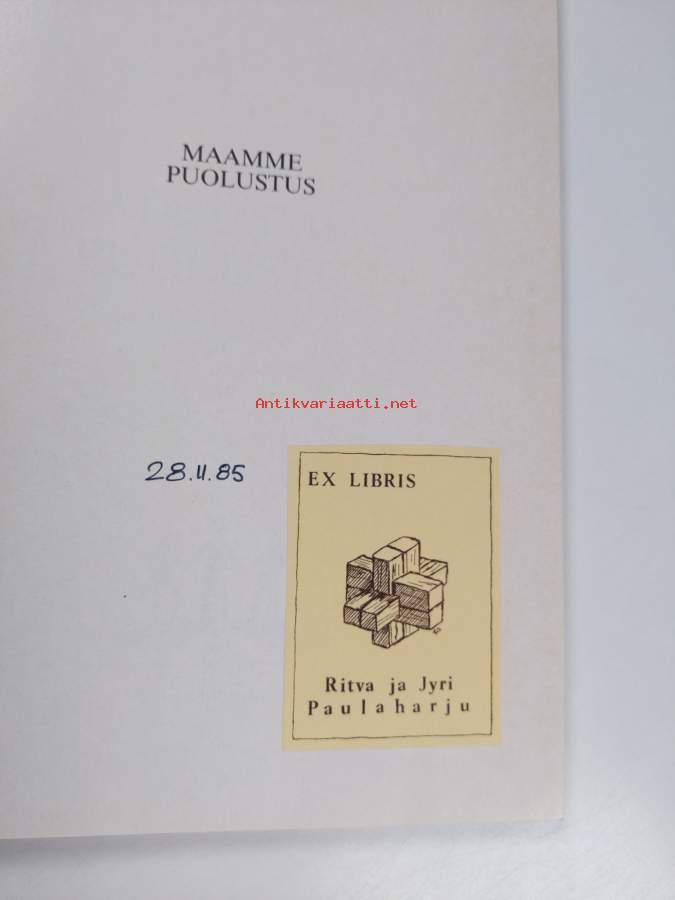 MAAMME
PUOLUSTUS
Antikvariaatti.net
28.11.85
EX LIBRIS
Ritva ja Jyri
Paulaharju